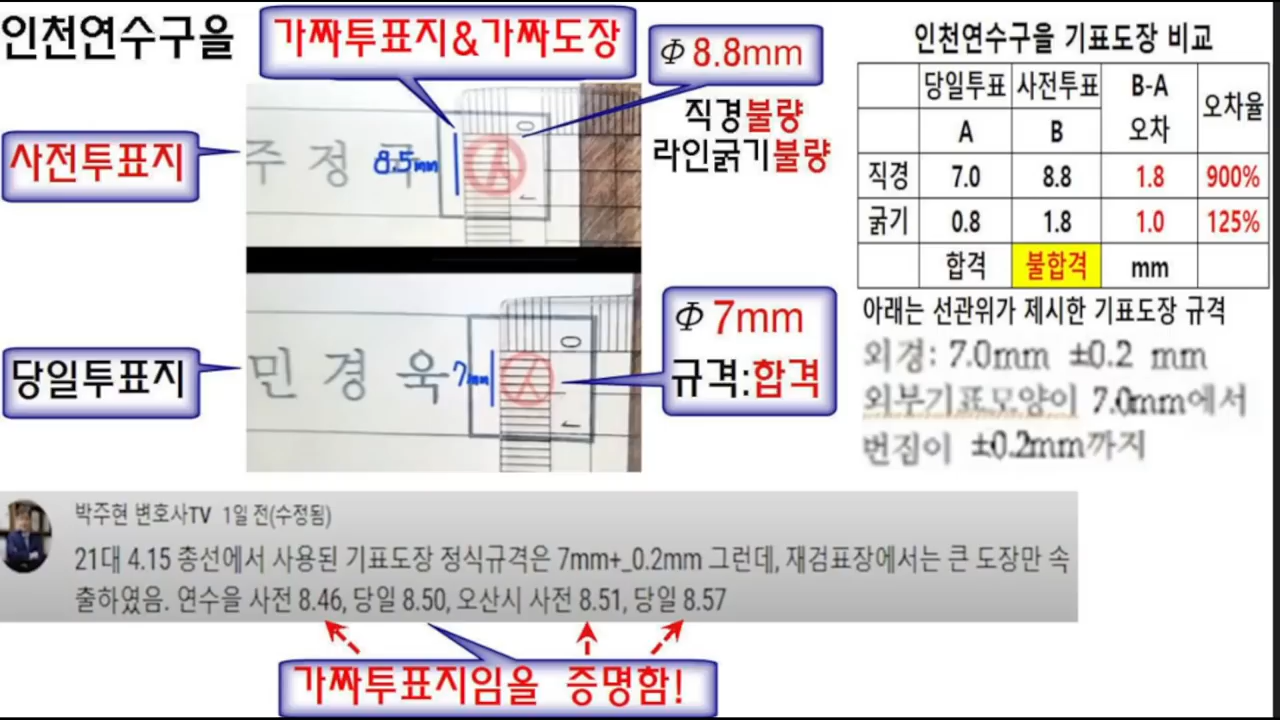 인천연수구을
가짜투표지&가짜도장
Φ 8.8mm
직경불량
라인굵기불량
사전투표지
주 정
8.5mm
당일투표지
민 경 욱
7mm
Φ 7mm
규격:합격
인천연수구을 기표도장 비교
당일투표 사전투표 B-A 오차율
A B 오차
직경 7.0 8.8 1.8 900%
굵기 0.8 1.8 1.0 125%
합격 불합격 mm
아래는 선관위가 제시한 기표도장 규격
외경: 7.0mm ±0.2 mm
외부기표모양이 7.0mm에서
번짐이 ±0.2mm까지
박주현 변호사TV 1일 전(수정됨)
21대 4.15 총선에서 사용된 기표도장 정식규격은 7mm+_0.2mm 그런데, 재검표장에서는 큰 도장만 속
출하였음. 연수을 사전 8.46, 당일 8.50, 오산시 사전 8.51, 당일 8.57
가짜투표지임을 증명함!